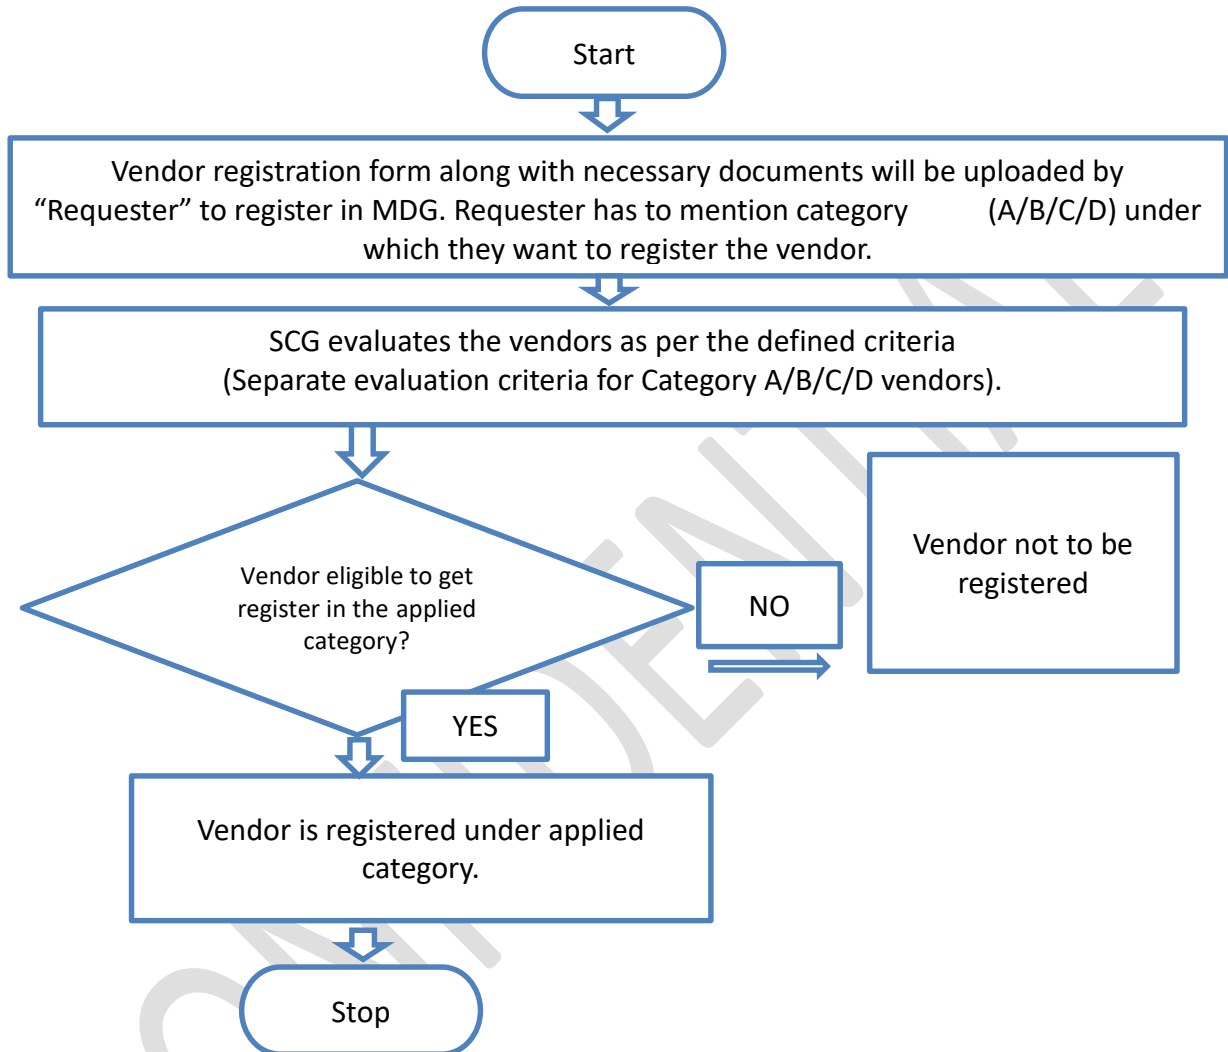 Start
Vendor registration form along with necessary documents will be uploaded by
“Requester” to register in MDG. Requester has to mention category (A/B/C/D) under
which they want to register the vendor.
SCG evaluates the vendors as per the defined criteria
(Separate evaluation criteria for Category A/B/C/D vendors).
Vendor eligible to get
register in the applied
category?
NO
Vendor not to be
registered
YES
Vendor is registered under applied
category.
Stop